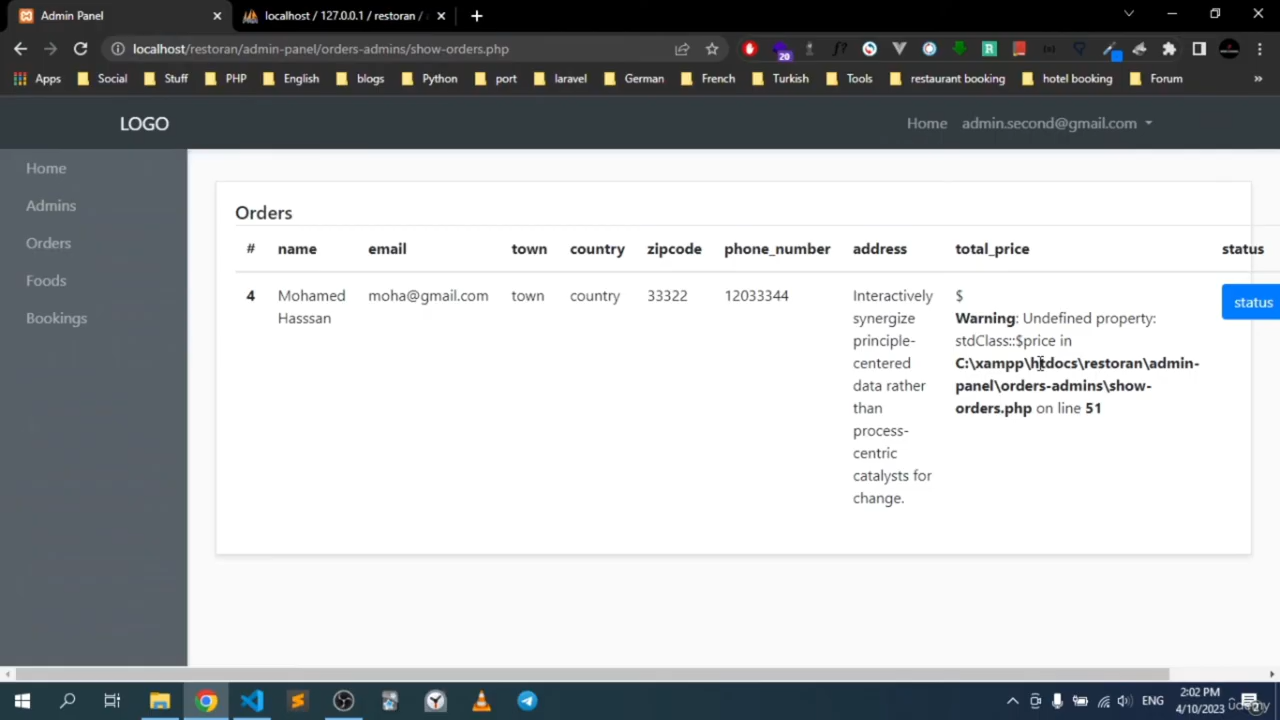 Admin Panel
localhost / 127.0.0.1 / restoran /
localhost/restoran/admin-panel/orders-admins/show-orders.php
20
Apps Social Stuff PHP English blogs Python port laravel German French Turkish Tools restaurant booking hotel booking Forum »
LOGO
Home admin.second@gmail.com
Home
Admins
Orders
Foods
Bookings
Orders
# name email town country zipcode phone_number address total_price status
4 Mohamed Hasssan moha@gmail.com town country 33322 12033344
Interactively
synergize
principle-
centered
data rather
than
process-
centric
catalysts for
change.
$
Warning: Undefined property:
stdClass::$price in
C:\xampp\htdocs\restoran\admin-
panel\orders-admins\show-
orders.php on line 51
status
ENG
2:02 PM
4/10/2023
udemy